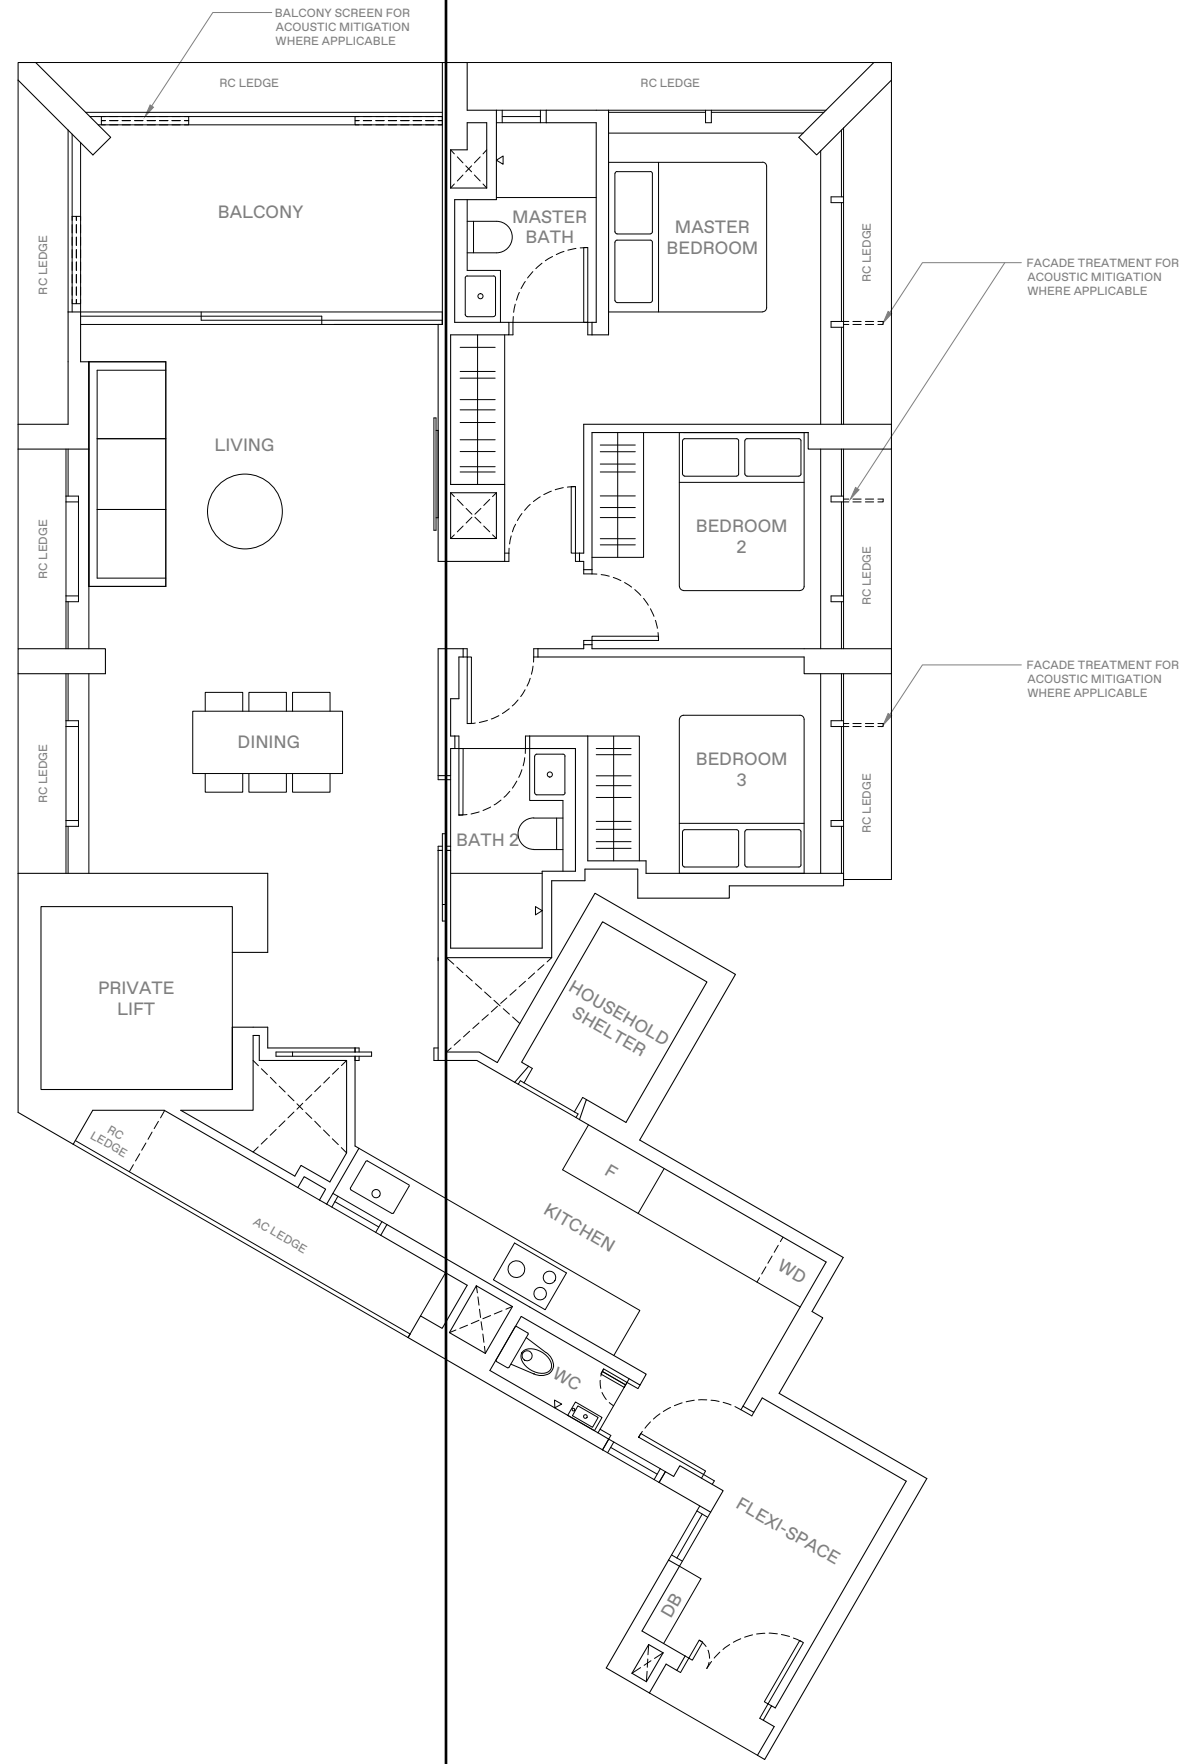 BALCONY SCREEN FOR
ACOUSTIC MITIGATION
WHERE APPLICABLE
RC LEDGE
RC LEDGE
BALCONY
MASTER
BATH
MASTER
BEDROOM
RC LEDGE
RC LEDGE
FACADE TREATMENT FOR
ACOUSTIC MITIGATION
WHERE APPLICABLE
LIVING
RC LEDGE
BEDROOM
2
RC LEDGE
FACADE TREATMENT FOR
ACOUSTIC MITIGATION
WHERE APPLICABLE
DINING
RC LEDGE
BEDROOM
3
RC LEDGE
BATH 2
PRIVATE
LIFT
HOUSEHOLD
SHELTER
RC
LEDGE
F
KITCHEN
AC LEDGE
WD
WC
FLEXI-SPACE
DB